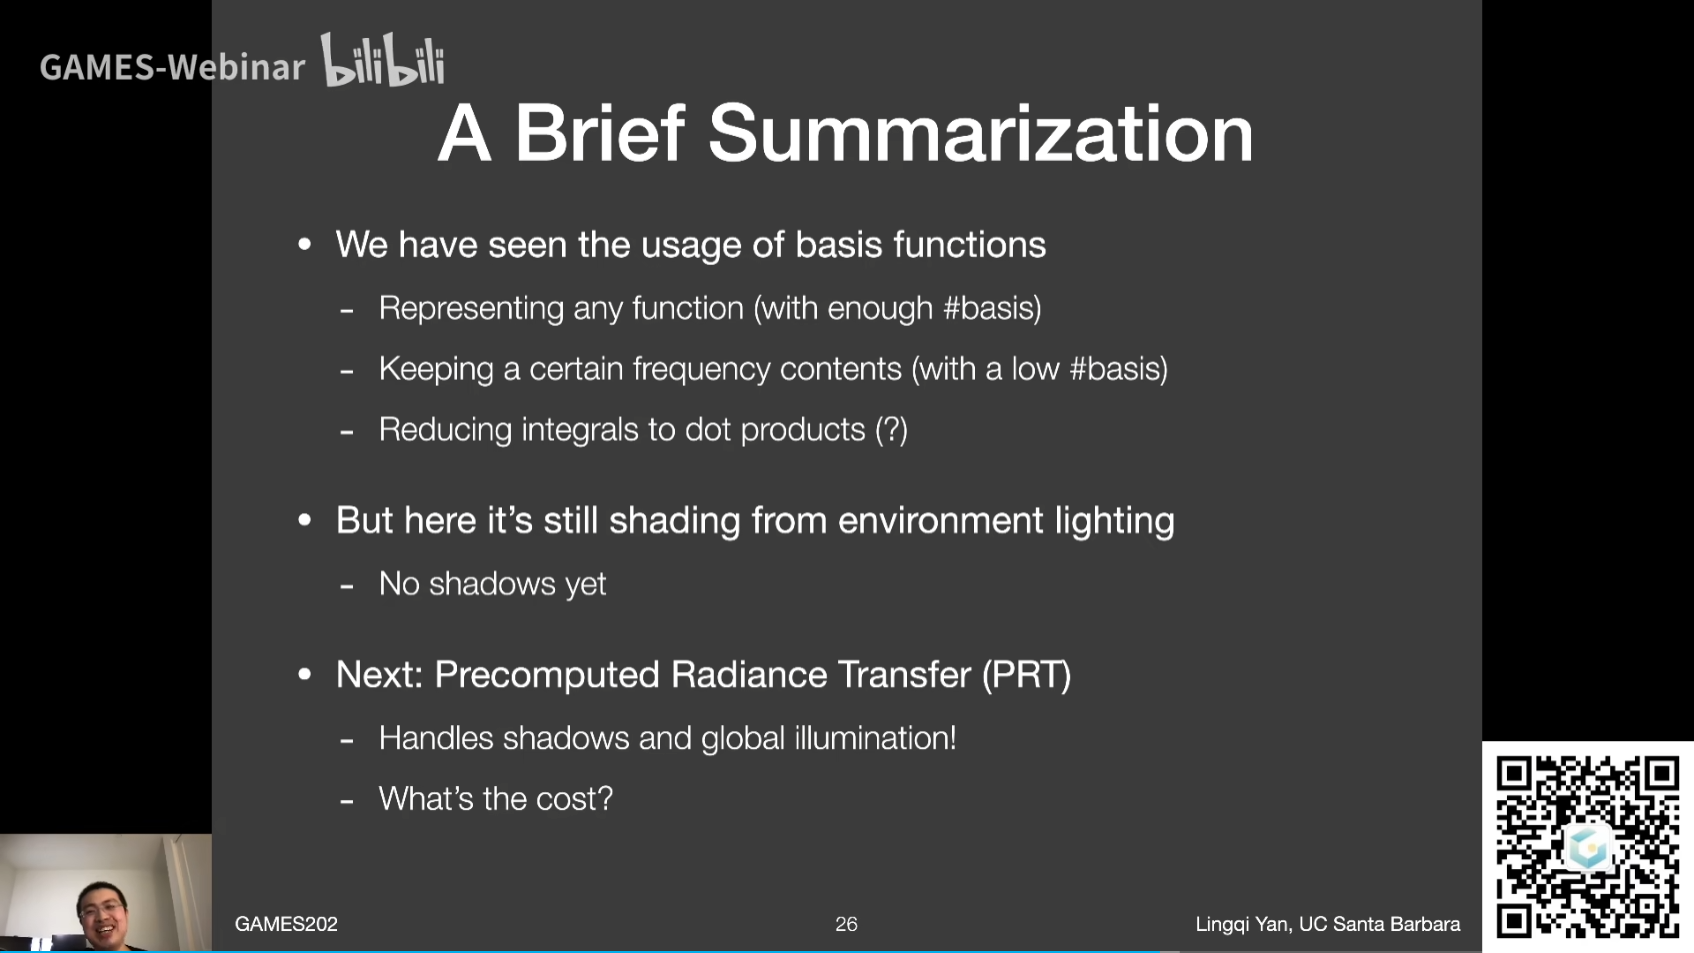 GAMES-Webinar bilibili
A Brief Summarization
• We have seen the usage of basis functions
- Representing any function (with enough #basis)
- Keeping a certain frequency contents (with a low #basis)
- Reducing integrals to dot products (?)
• But here it’s still shading from environment lighting
- No shadows yet
• Next: Precomputed Radiance Transfer (PRT)
- Handles shadows and global illumination!
- What’s the cost?
GAMES202
26
Lingqi Yan, UC Santa Barbara